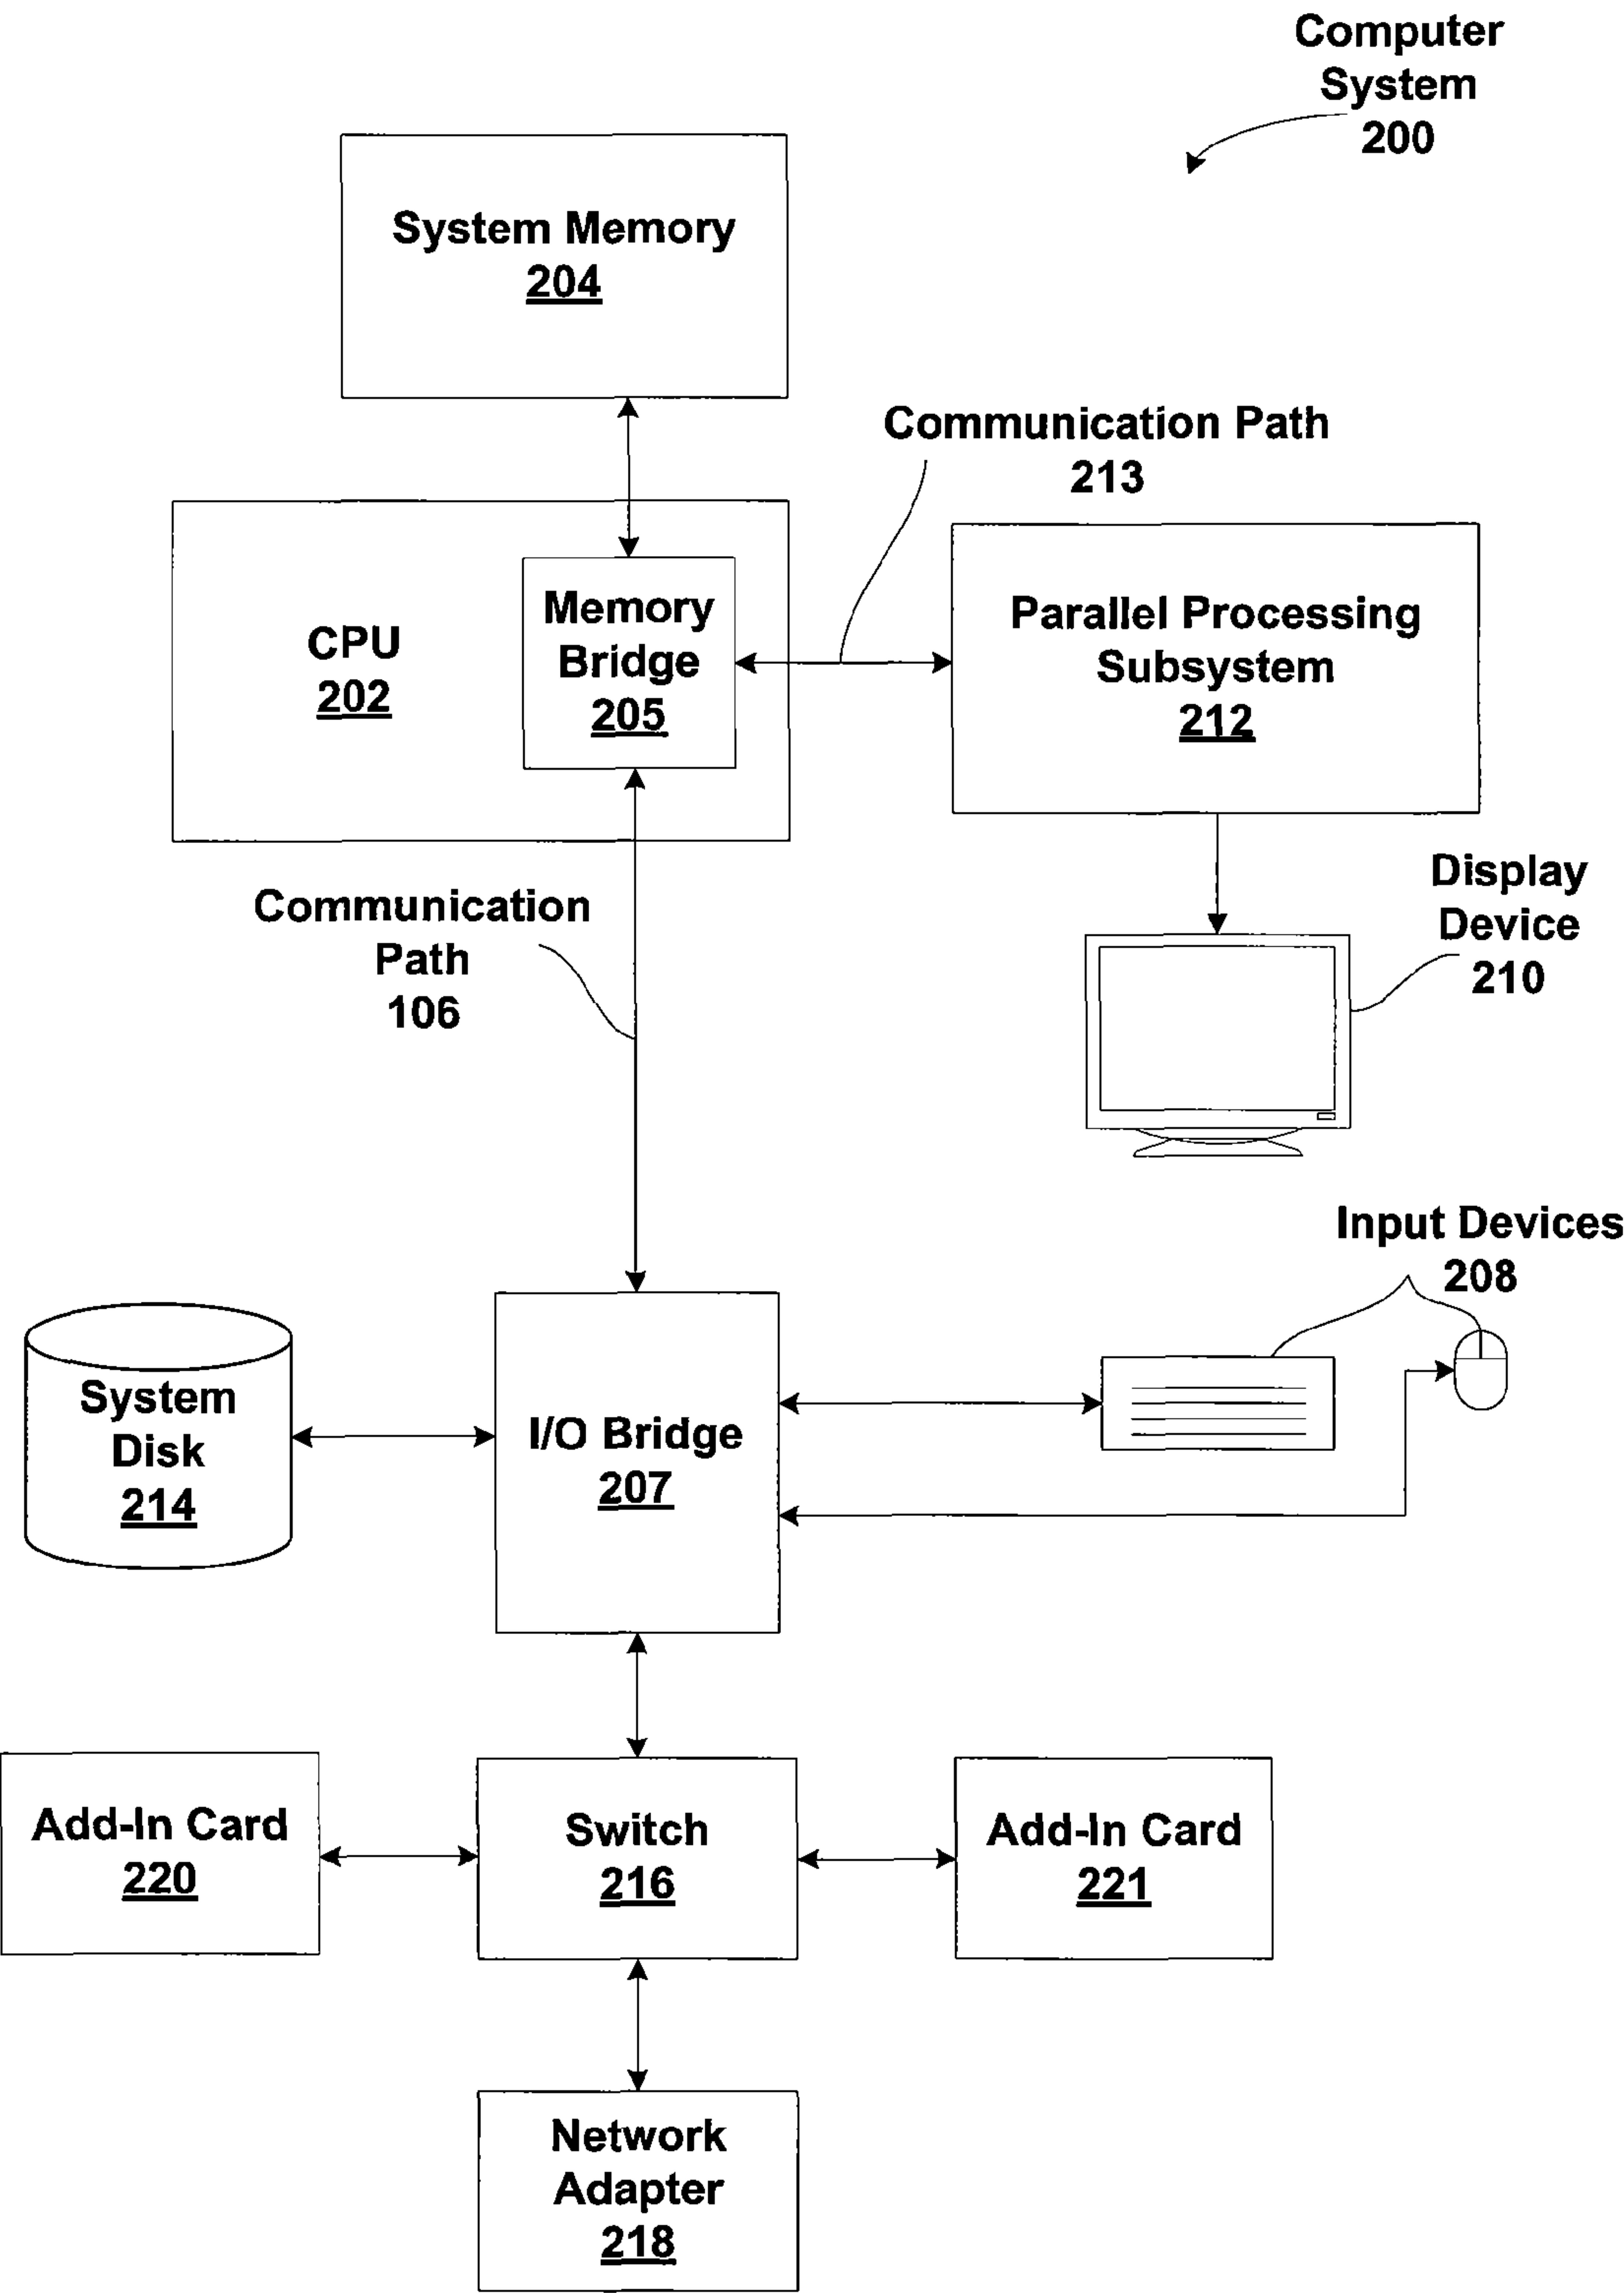 Computer
System
200
System Memory
204
Communication Path
213
CPU
202
Memory
Bridge
205
Parallel Processing
Subsystem
212
Communication
Path
106
Display
Device
210
Input Devices
208
System
Disk
214
I/O Bridge
207
Add-In Card
220
Switch
216
Add-In Card
221
Network
Adapter
218